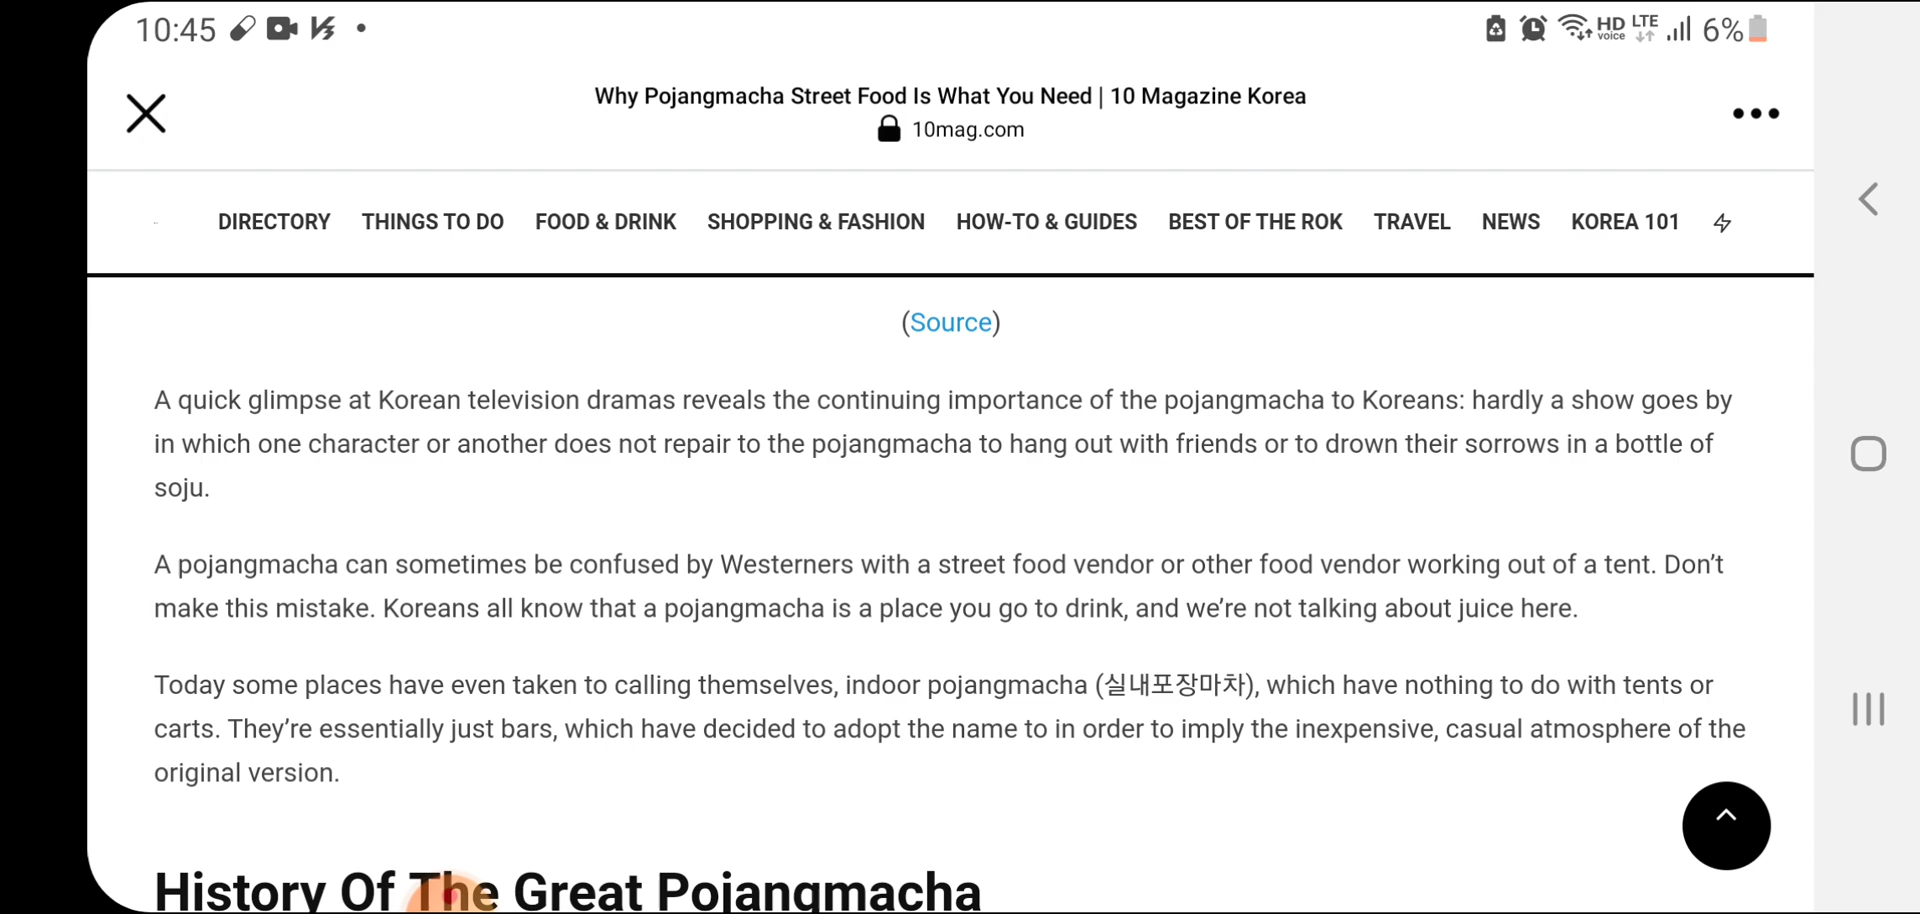 10:45
HD voice LTE 6%
Why Pojangmacha Street Food Is What You Need | 10 Magazine Korea
10mag.com
DIRECTORY THINGS TO DO FOOD & DRINK SHOPPING & FASHION HOW-TO & GUIDES BEST OF THE ROK TRAVEL NEWS KOREA 101
(Source)
A quick glimpse at Korean television dramas reveals the continuing importance of the pojangmacha to Koreans: hardly a show goes by
in which one character or another does not repair to the pojangmacha to hang out with friends or to drown their sorrows in a bottle of
soju.
A pojangmacha can sometimes be confused by Westerners with a street food vendor or other food vendor working out of a tent. Don’t
make this mistake. Koreans all know that a pojangmacha is a place you go to drink, and we’re not talking about juice here.
Today some places have even taken to calling themselves, indoor pojangmacha (실내포장마차), which have nothing to do with tents or
carts. They’re essentially just bars, which have decided to adopt the name to in order to imply the inexpensive, casual atmosphere of the
original version.
History Of The Great Pojangmacha